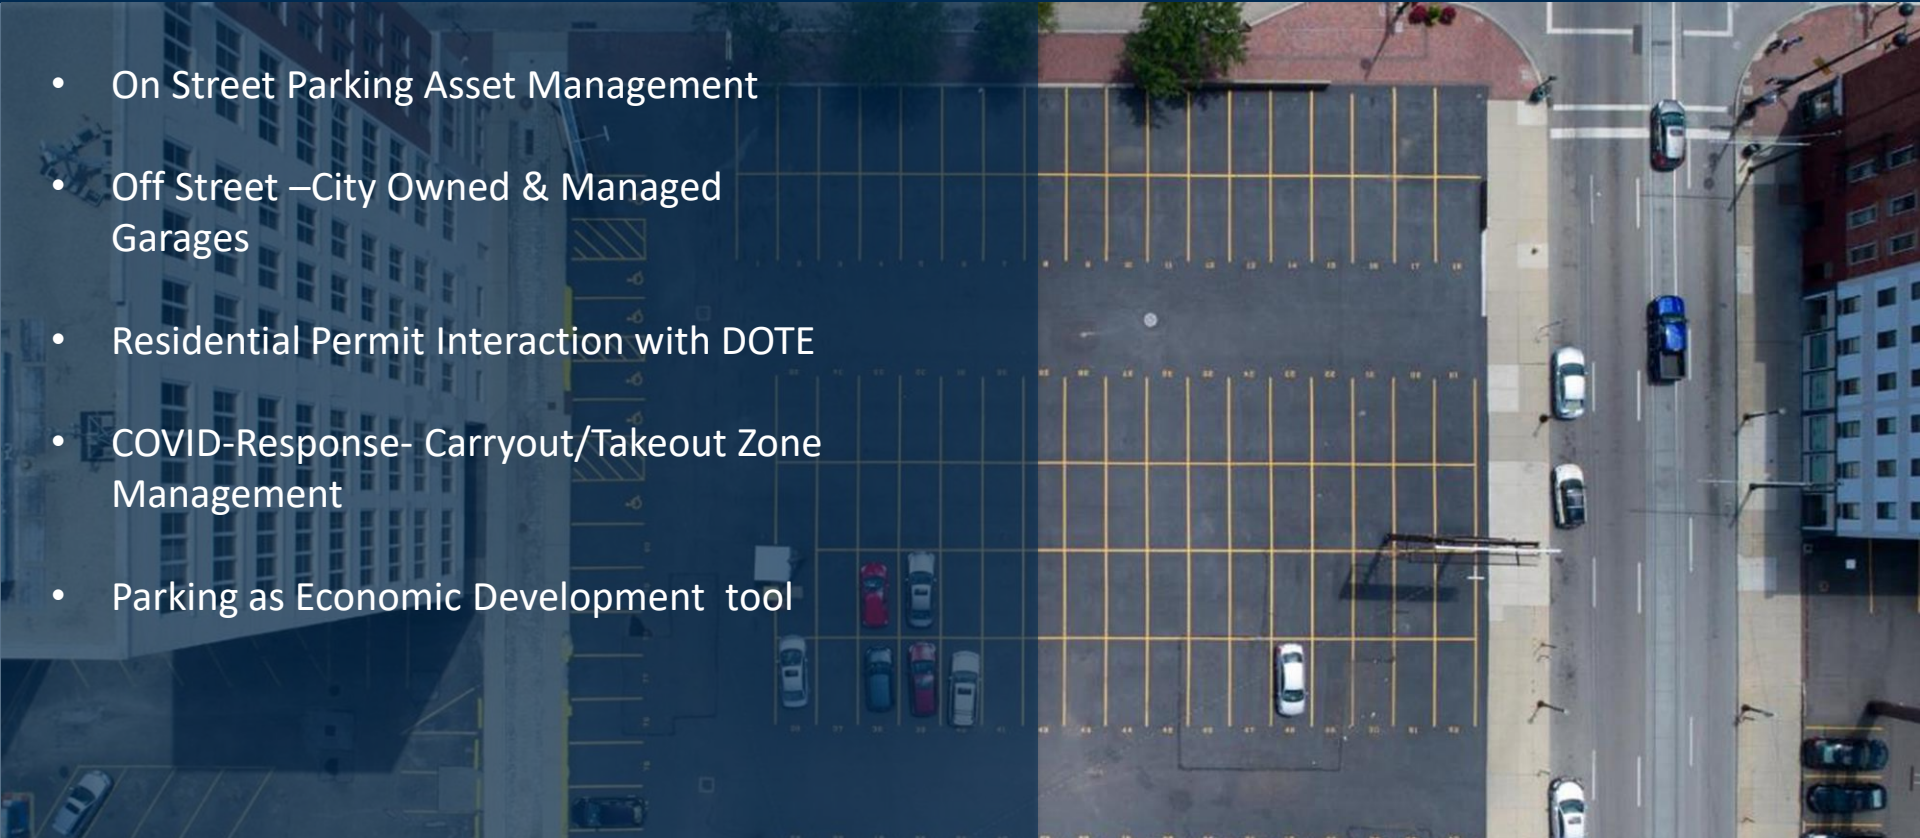 • On Street Parking Asset Management
• Off Street –City Owned & Managed
Garages
• Residential Permit Interaction with DOTE
• COVID-Response- Carryout/Takeout Zone
Management
• Parking as Economic Development  tool